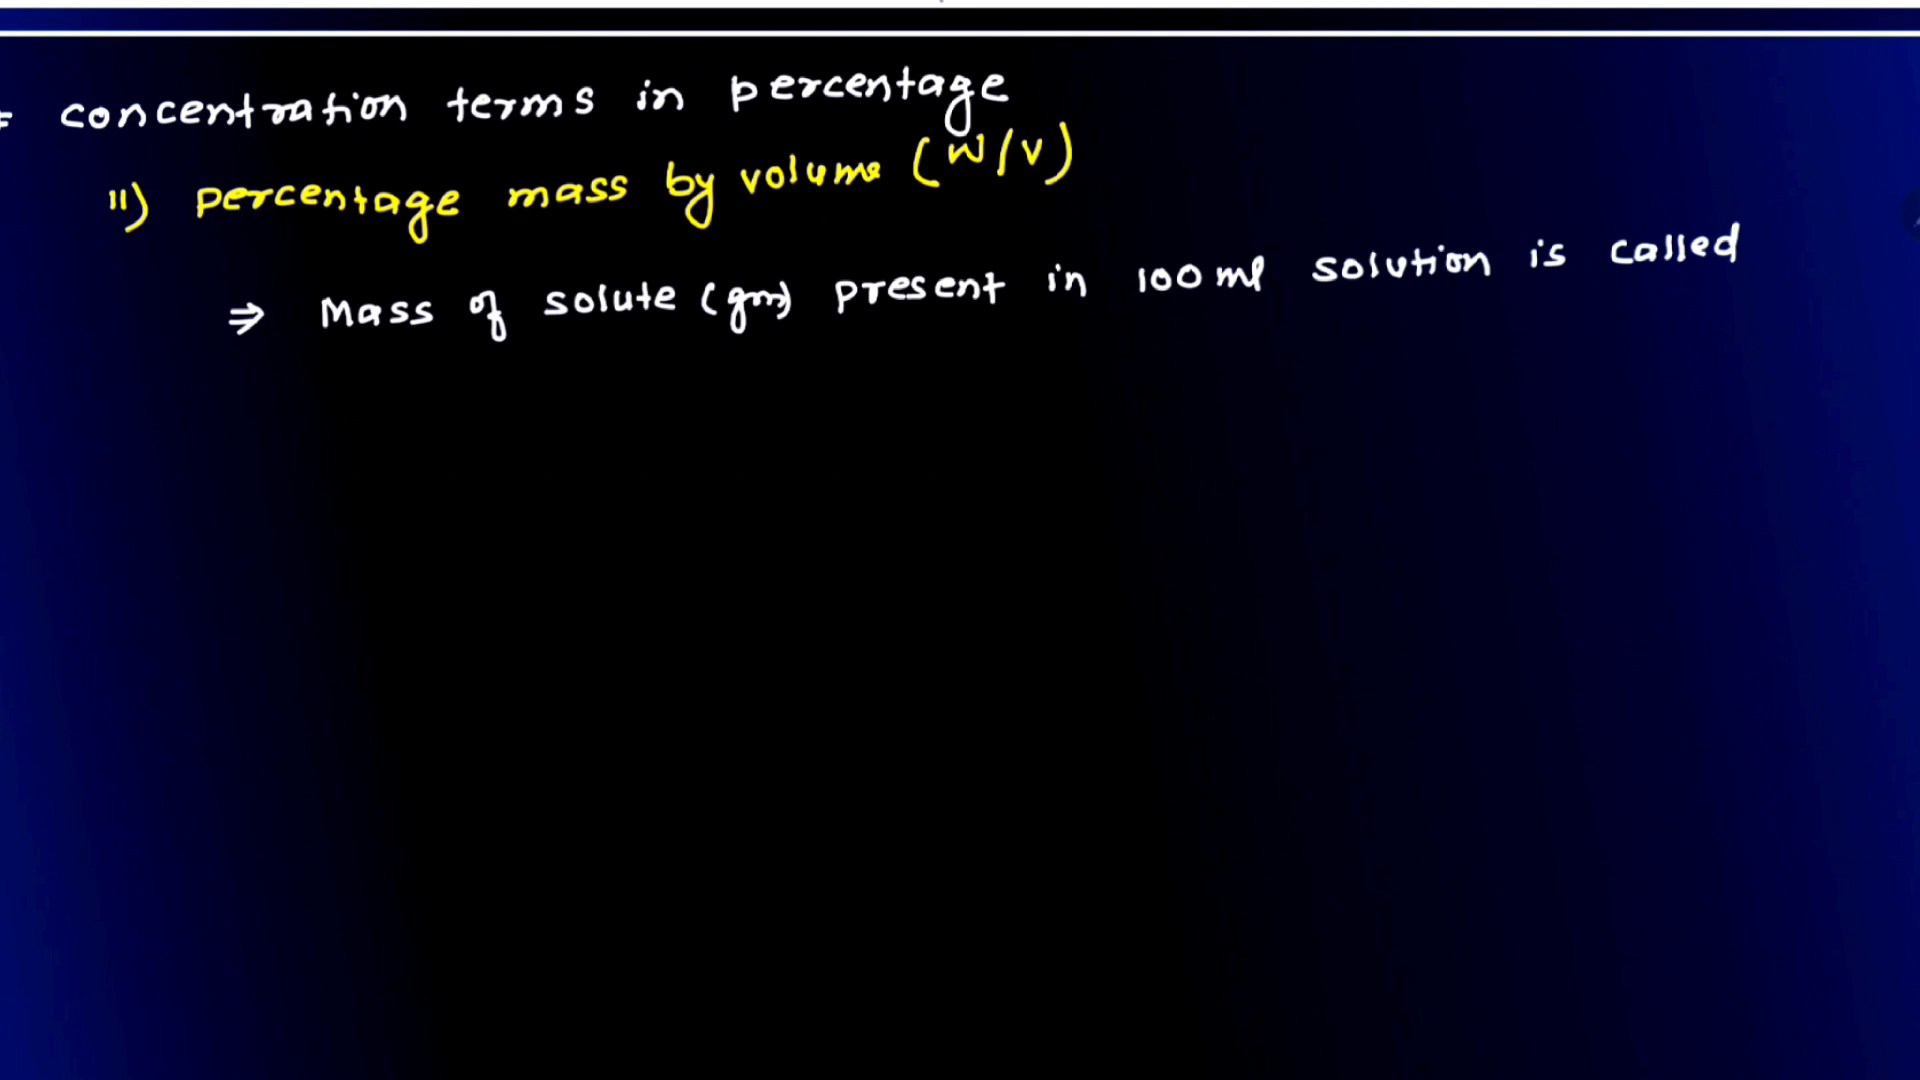 = concentration terms in percentage
11) percentage mass by volume (W/V)
⇒ Mass of solute (gm) present in 100 ml solution is called